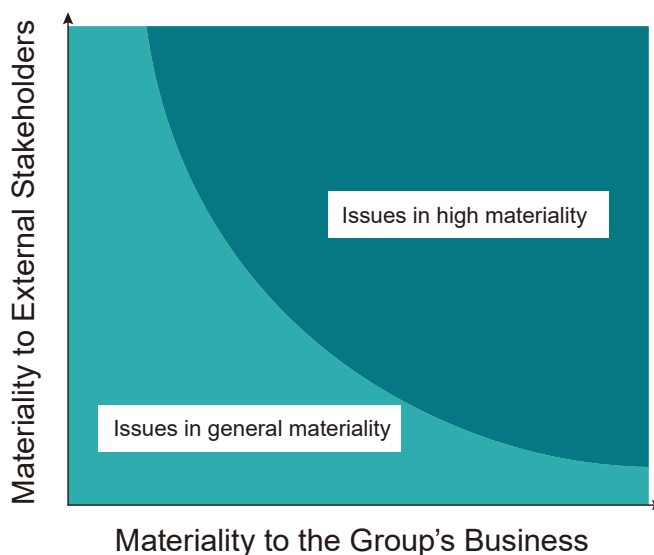 Materiality to External Stakeholders
Issues in high materiality
Issues in general materiality
Materiality to the Group's Business